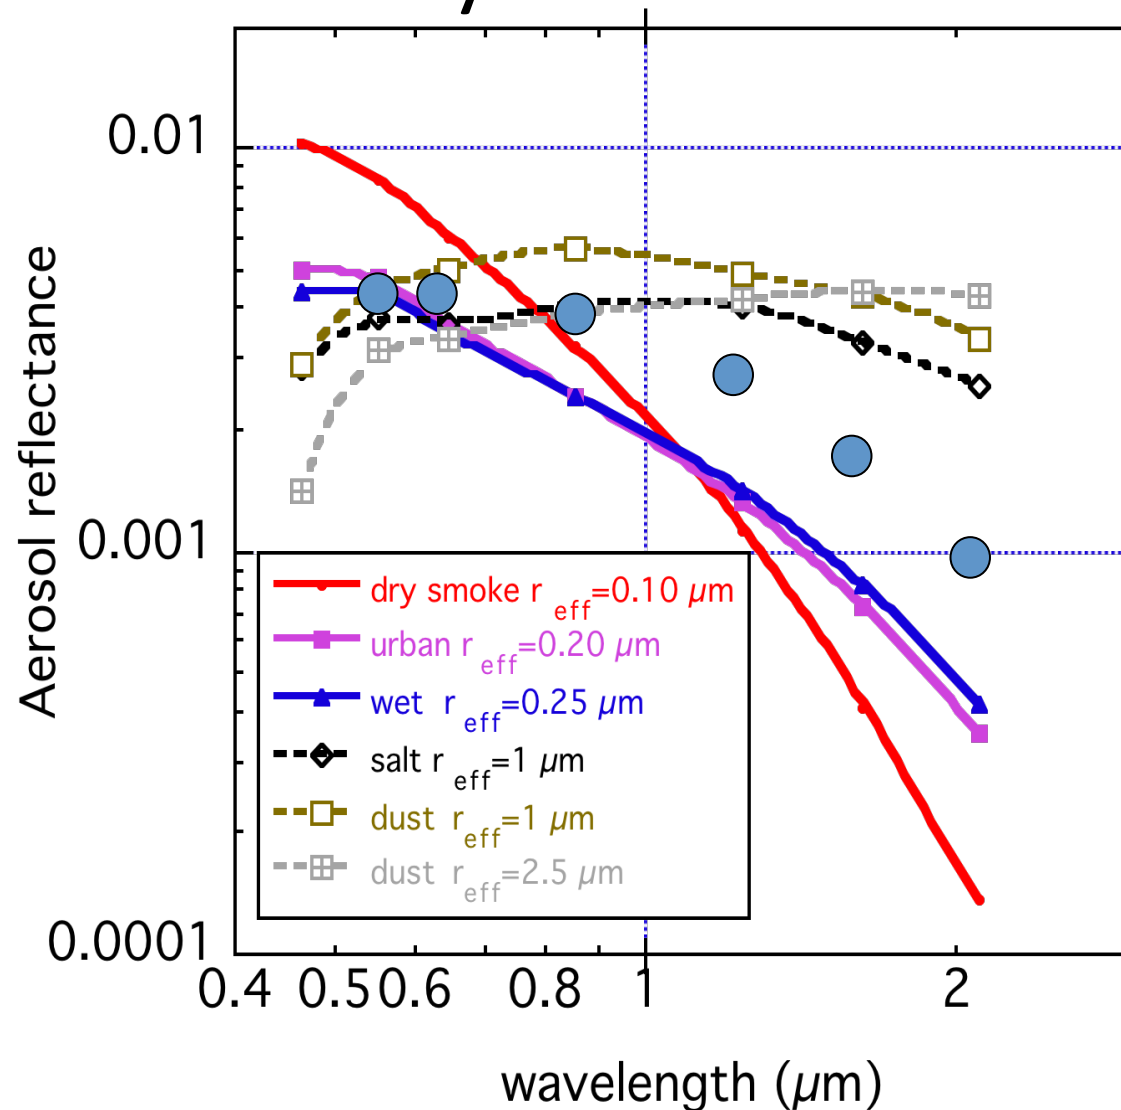 0.01
0.001
0.0001
Aerosol reflectance
dry smoke r eff=0.10 µm
urban r eff=0.20 µm
wet r eff=0.25 µm
salt r eff=1 µm
dust r eff=1 µm
dust r eff=2.5 µm
0.4 0.5 0.6 0.8 1 2
wavelength (µm)